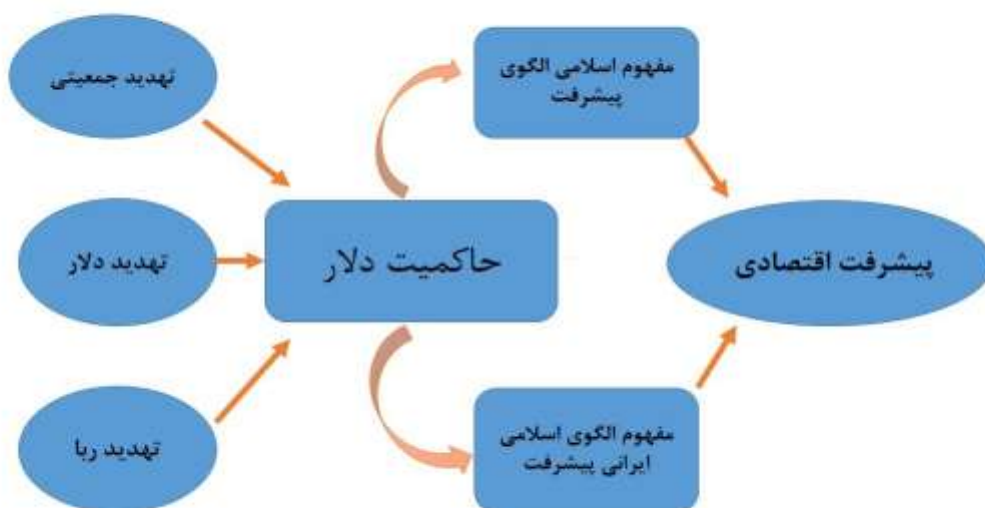 تهدید جمعیتی
مفهوم اسلامی الگوی
پیشرفت
تهدید دلار
حاکمیت دلار
پیشرفت اقتصادی
تهدید ربا
مفهوم الگوی اسلامی
ایرانی پیشرفت